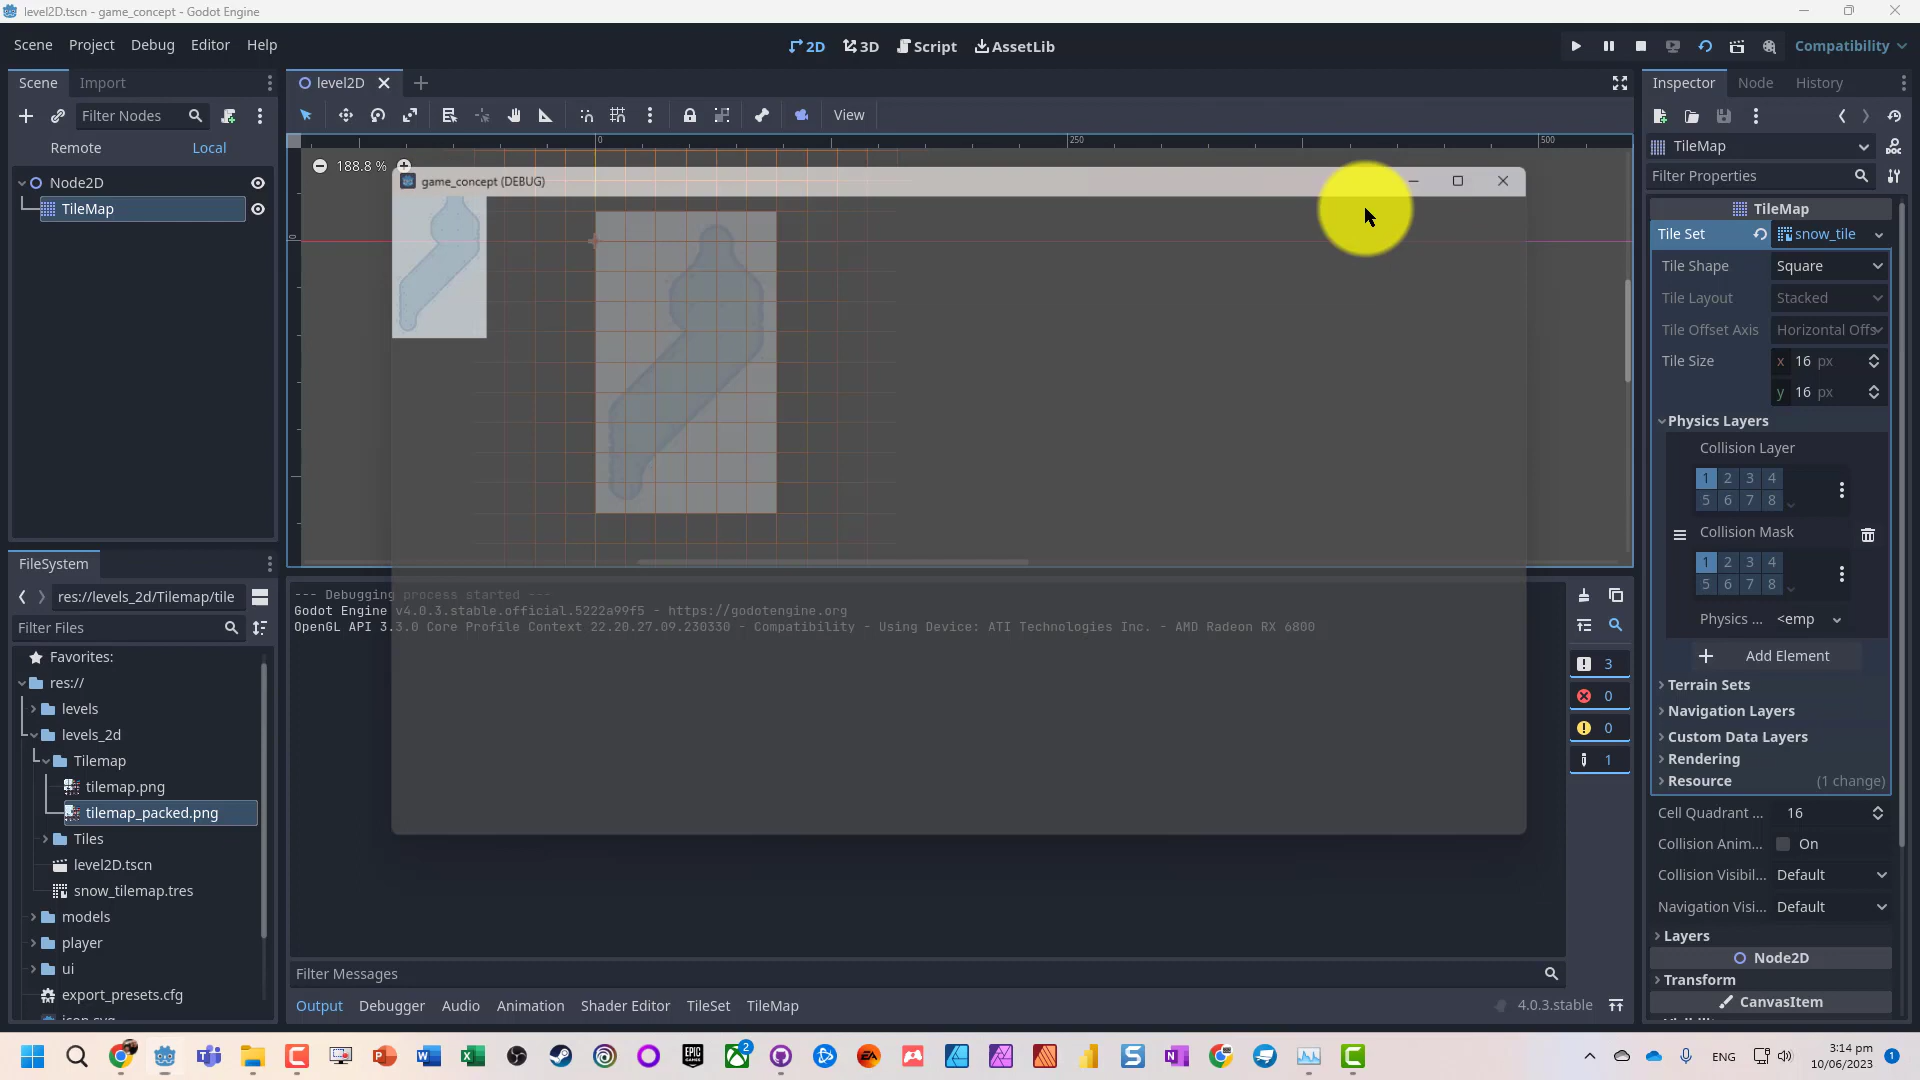 level2D.tscn - game_concept - Godot Engine
Scene Project Debug Editor Help
2D 3D Script AssetLib
Compatibility
Scene Import
level2D
Inspector Node History
Filter Nodes
View
Remote Local
TileMap
Node2D
TileMap
0 250 500
188.8 %
0
game_concept (DEBUG)
Filter Properties
TileMap
Tile Set snow_tile
Tile Shape Square
Tile Layout Stacked
Tile Offset Axis Horizontal Offs
Tile Size x 16 px
y 16 px
Physics Layers
Collision Layer
1 2 3 4
5 6 7 8
Collision Mask
1 2 3 4
5 6 7 8
Physics ... <emp
Add Element
Terrain Sets
Navigation Layers
Custom Data Layers
Rendering
Resource (1 change)
Cell Quadrant ... 16
Collision Anim... On
Collision Visibil... Default
Navigation Visi... Default
Layers
Node2D
Transform
CanvasItem
FileSystem
res://levels_2d/Tilemap/tile
Filter Files
Favorites:
res://
levels
levels_2d
Tilemap
tilemap.png
tilemap_packed.png
Tiles
level2D.tscn
snow_tilemap.tres
models
player
ui
export_presets.cfg
icon.svg
--- Debugging process started ---
Godot Engine v4.0.3.stable.official.5222a99f5 - https://godotengine.org
OpenGL API 3.3.0 Core Profile Context 22.20.27.09.230330 - Compatibility - Using Device: ATI Technologies Inc. - AMD Radeon RX 6800
3
0
0
1
Filter Messages
Output Debugger Audio Animation Shader Editor TileSet TileMap
4.0.3.stable
2
ENG
3:14 pm
10/06/2023
1